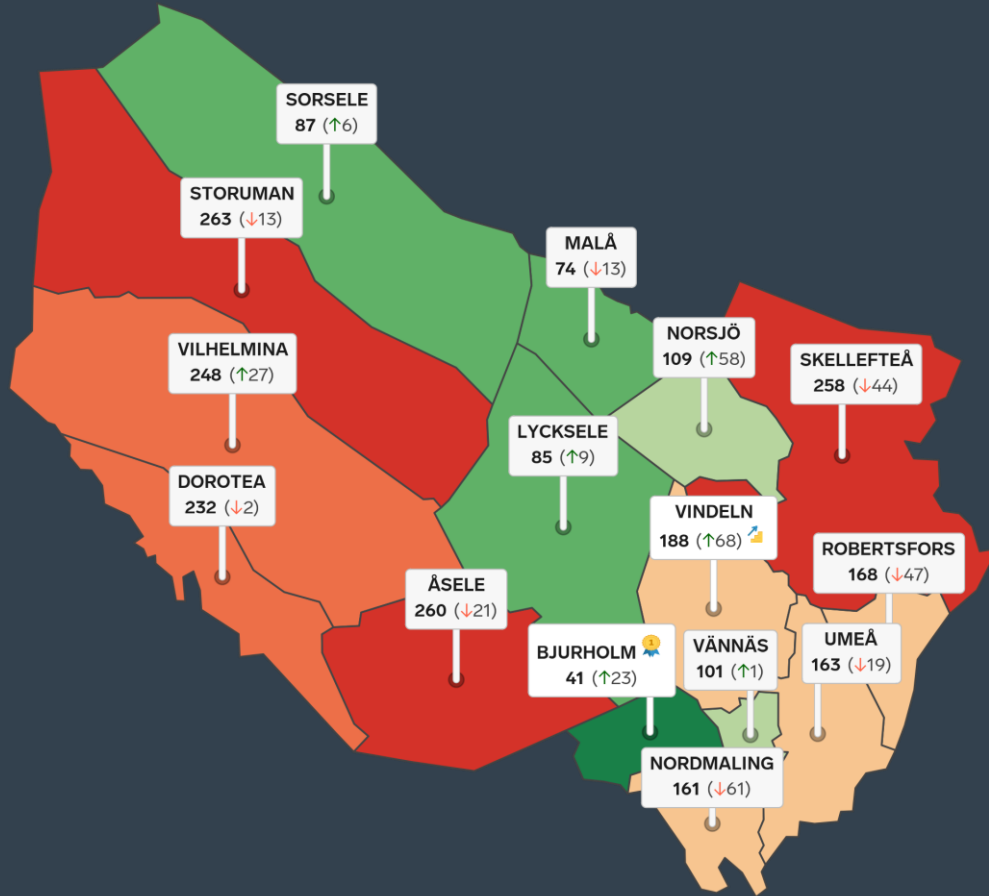 SORSELE
87 (↑6)
STORUMAN
263 (↓13)
MALÅ
74 (↓13)
NORSJÖ
109 (↑58)
VILHELMINA
248 (↑27)
SKELLEFTEÅ
258 (↓44)
LYCKSELE
85 (↑9)
DOROTEA
232 (↓2)
VINDELN
188 (↑68)
ROBERTSFORS
168 (↓47)
ÅSELE
260 (↓21)
BJURHOLM 1
41 (↑23)
VÄNNÄS
101 (↑1)
UMEÅ
163 (↓19)
NORDMALING
161 (↓61)